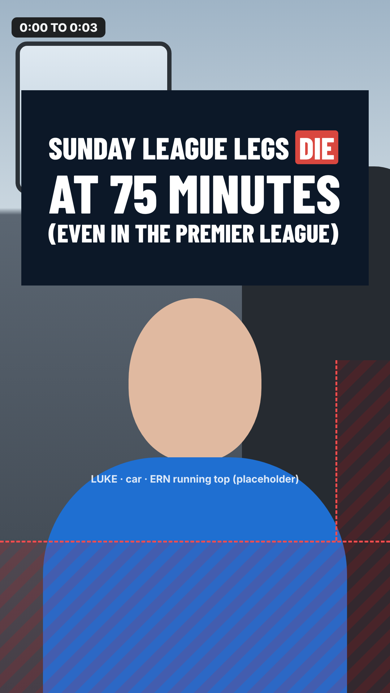 0:00 TO 0:03
SUNDAY LEAGUE LEGS DIE
AT 75 MINUTES
(EVEN IN THE PREMIER LEAGUE)
LUKE · car · ERN running top (placeholder)